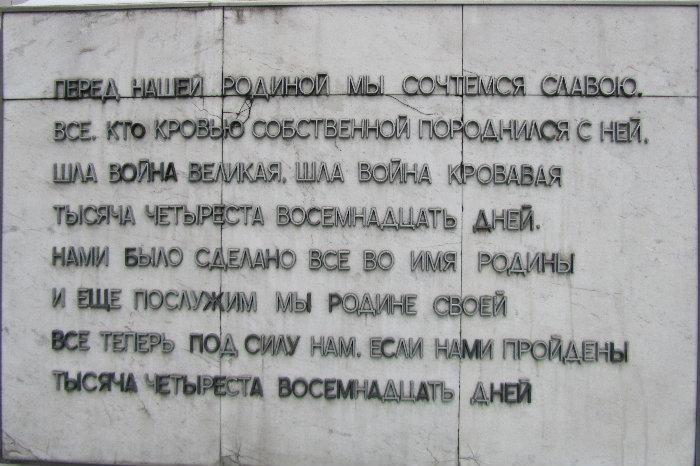 ПЕРЕД НАШЕЙ РОДИНОЙ МЫ СОЧТЕМСЯ СЛАВОЮ.
ВСЕ, КТО КРОВЬЮ СОБСТВЕННОЙ ПОРОДНИЛСЯ С НЕЙ,
ШЛА ВОЙНА ВЕЛИКАЯ, ШЛА ВОЙНА КРОВАВАЯ
ТЫСЯЧА ЧЕТЫРЕСТА ВОСЕМНАДЦАТЬ ДНЕЙ.
НАМИ БЫЛО СДЕЛАНО ВСЕ ВО ИМЯ РОДИНЫ
И ЕЩЕ ПОСЛУЖИМ МЫ РОДИНЕ СВОЕЙ
ВСЕ ТЕПЕРЬ ПОД СИЛУ НАМ, ЕСЛИ НАМИ ПРОЙДЕНЫ
ТЫСЯЧА ЧЕТЫРЕСТА ВОСЕМНАДЦАТЬ ДНЕЙ